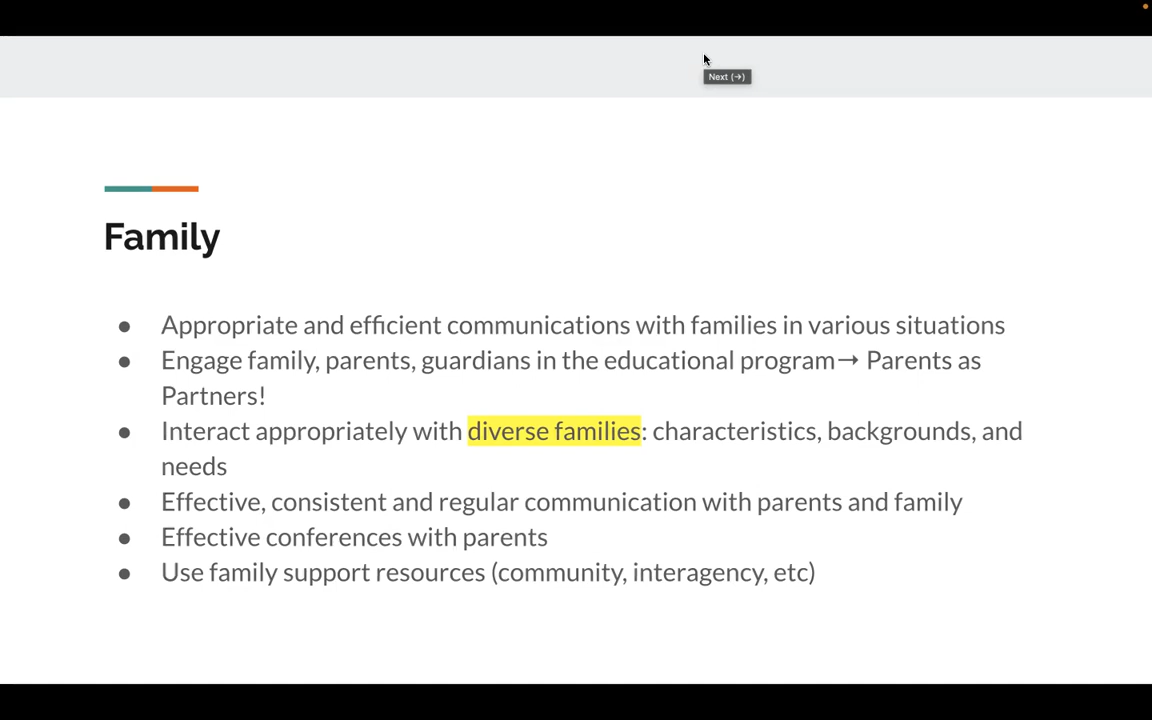 Next (→)
Family
● Appropriate and efficient communications with families in various situations
● Engage family, parents, guardians in the educational program→ Parents as
Partners!
● Interact appropriately with diverse families: characteristics, backgrounds, and
needs
● Effective, consistent and regular communication with parents and family
● Effective conferences with parents
● Use family support resources (community, interagency, etc)